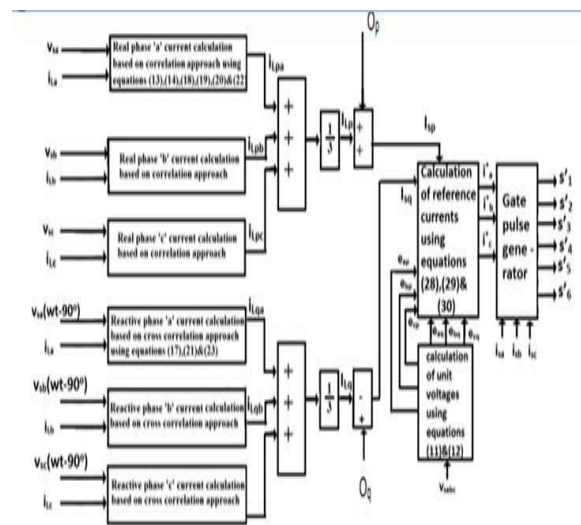 v_sa
i_La
Real phase 'a' current calculation
based on correlation approach using
equations (13),(14),(18),(19),(20)&(22
i_Lpa
v_sb
i_Lb
Real phase 'b' current calculation
based on correlation approach
i_Lpb
v_sc
i_Lc
Real phase 'c' current calculation
based on correlation approach
i_Lpc
+
+
+
1/3
i_Lp
O_p
+
+
I_sp
v_sa(wt-90°)
i_La
Reactive phase 'a' calculation
based on cross correlation approach
using equations (17),(21)&(23)
i_Lqa
v_sb(wt-90°)
i_Lb
Reactive phase 'b' current calculation
based on cross correlation approach
i_Lqb
v_sc(wt-90°)
i_Lc
Reactive phase 'c' current calculation
based on cross correlation approach
+
+
+
1/3
i_Lq
-
+
O_q
I_sq
Calculation
of reference
currents
using
equations
(28),(29)&
(30)
e_ap
e_bp
e_cp
e_aq
e_bq
e_cq
calculation
of unit
voltages
using
equations
(11)&(12)
v_sabc
i*_a
i*_b
i*_c
Gate
pulse
gene -
rator
i_sa
i_sb
i_sc
s'_1
s'_2
s'_3
s'_4
s'_5
s'_6